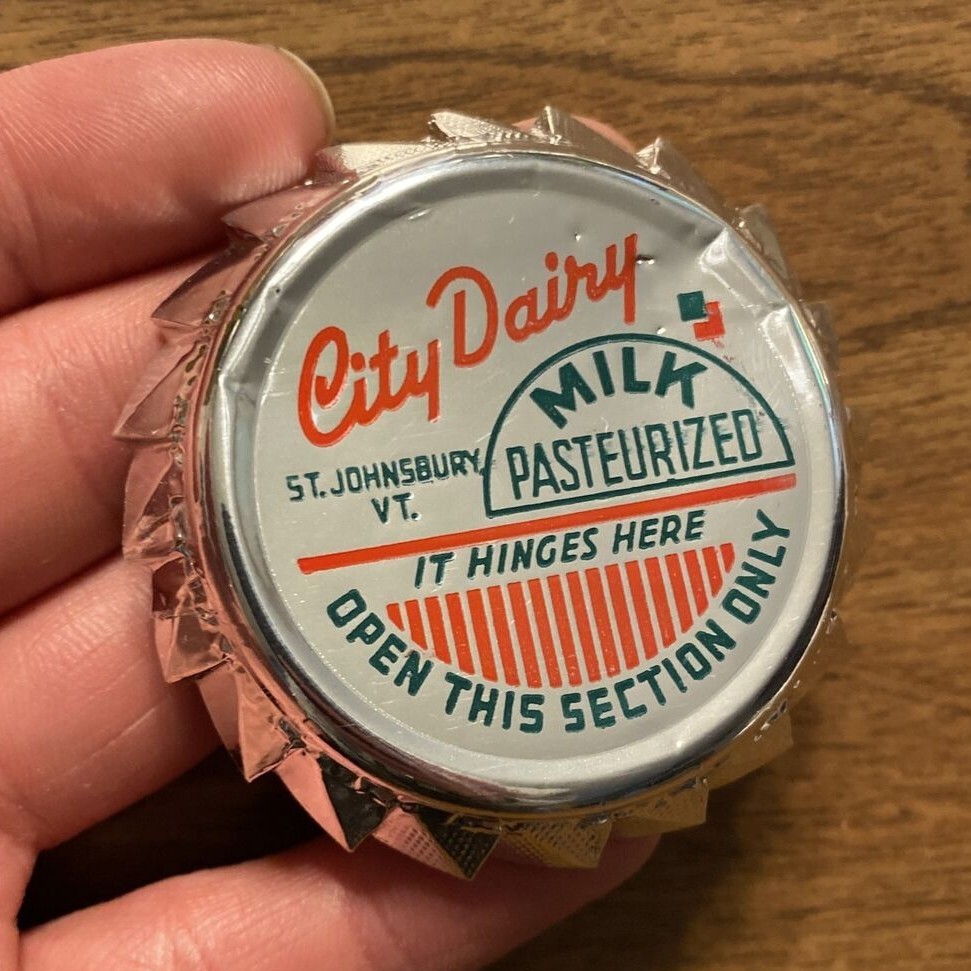 City Dairy
MILK
PASTEURIZED
ST. JOHNSBURY,
VT.
IT HINGES HERE
OPEN THIS SECTION ONLY